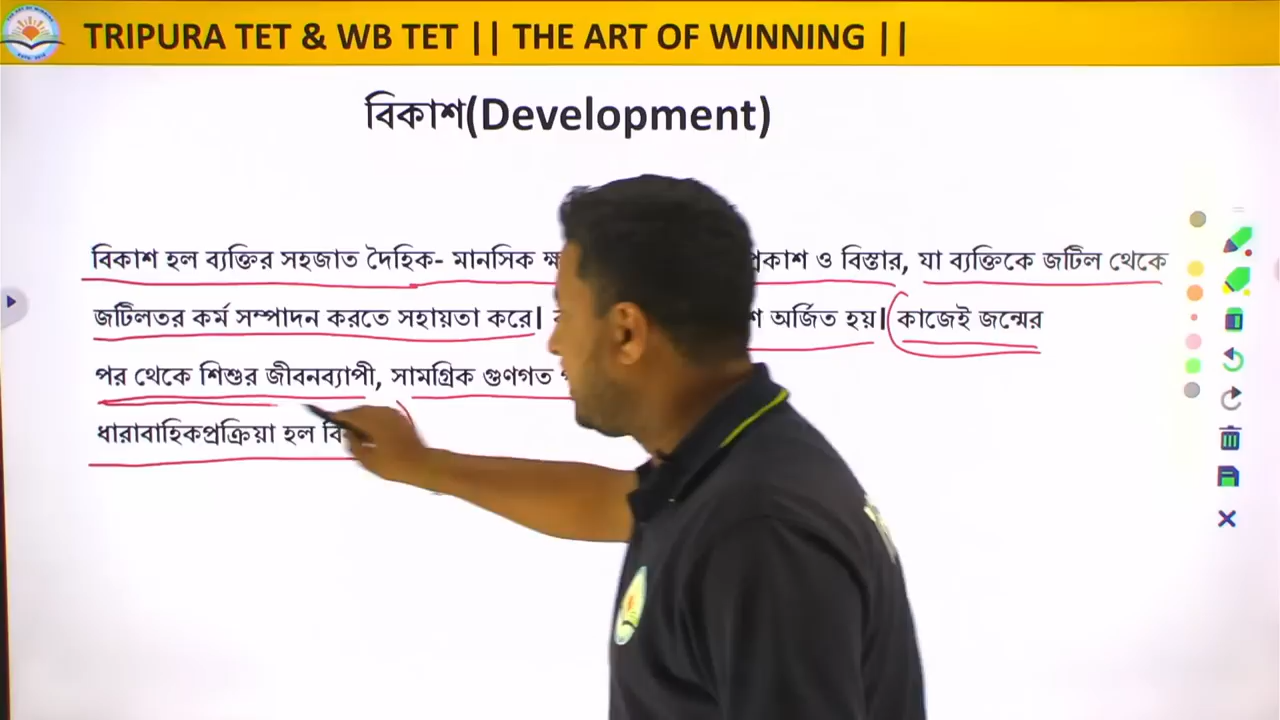 TRIPURA TET & WB TET || THE ART OF WINNING ||
বিকাশ(Development)
বিকাশ হল ব্যক্তির সহজাত দৈহিক- মানসিক ও বিস্তার, যা ব্যক্তিকে জটিল থেকে
জটিলতর কর্ম সম্পাদন করতে সহায়তা করে। অর্জিত হয়। কাজেই জন্মের
পর থেকে শিশুর জীবনব্যাপী, সামগ্রিক গুণগত
ধারাবাহিকপ্রক্রিয়া হল